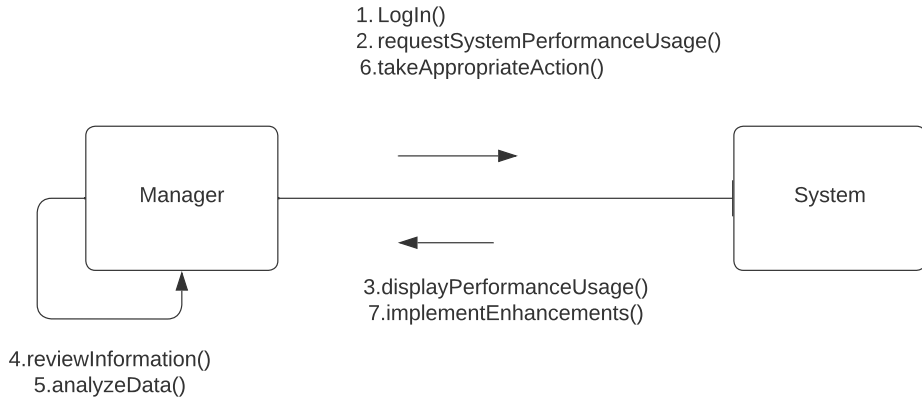 1. LogIn()
2. requestSystemPerformanceUsage()
6.takeAppropriateAction()
Manager
System
3.displayPerformanceUsage()
7.implementEnhancements()
4.reviewInformation()
5.analyzeData()